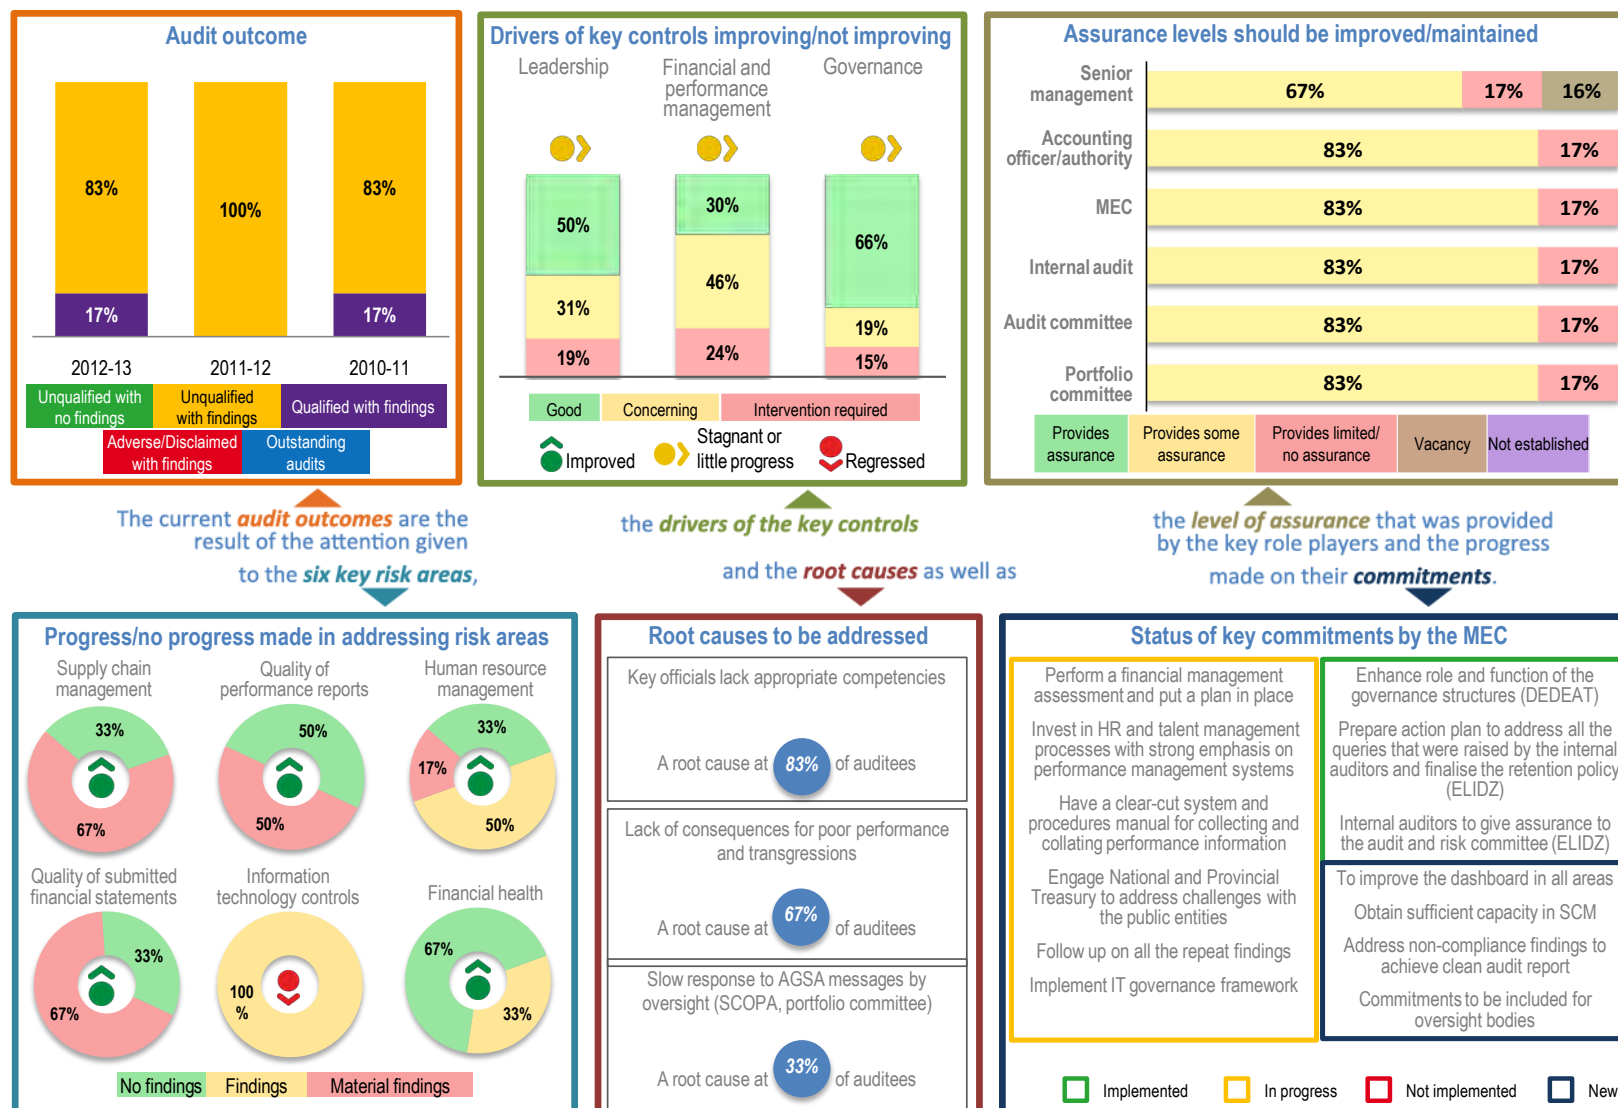 Audit outcome
83%
100%
83%
17%
17%
2012-13
2011-12
2010-11
Unqualified with
no findings
Unqualified
with findings
Qualified with findings
Adverse/Disclaimed
with findings
Outstanding
audits
Drivers of key controls improving/not improving
Leadership
Financial and
performance
management
Governance
50%
31%
19%
30%
46%
24%
66%
19%
15%
Good
Concerning
Intervention required
Improved
Stagnant or
little progress
Regressed
Assurance levels should be improved/maintained
Senior
management
67%
17%
16%
Accounting
officer/authority
83%
17%
MEC
83%
17%
Internal audit
83%
17%
Audit committee
83%
17%
Portfolio
committee
83%
17%
Provides
assurance
Provides some
assurance
Provides limited/
no assurance
Vacancy
Not established
The current audit outcomes are the
result of the attention given
to the six key risk areas,
the drivers of the key controls
and the root causes as well as
the level of assurance that was provided
by the key role players and the progress
made on their commitments.
Progress/no progress made in addressing risk areas
Supply chain
management
33%
67%
Quality of
performance reports
50%
50%
Human resource
management
33%
17%
50%
Quality of submitted
financial statements
33%
67%
Information
technology controls
100
%
Financial health
67%
33%
No findings
Findings
Material findings
Root causes to be addressed
Key officials lack appropriate competencies
A root cause at 83% of auditees
Lack of consequences for poor performance
and transgressions
A root cause at 67% of auditees
Slow response to AGSA messages by
oversight (SCOPA, portfolio committee)
A root cause at 33% of auditees
Status of key commitments by the MEC
Perform a financial management
assessment and put a plan in place
Invest in HR and talent management
processes with strong emphasis on
performance management systems
Have a clear-cut system and
procedures manual for collecting and
collating performance information
Engage National and Provincial
Treasury to address challenges with
the public entities
Follow up on all the repeat findings
Implement IT governance framework
Enhance role and function of the
governance structures (DEDEAT)
Prepare action plan to address all the
queries that were raised by the internal
auditors and finalise the retention policy
(ELIDZ)
Internal auditors to give assurance to
the audit and risk committee (ELIDZ)
To improve the dashboard in all areas
Obtain sufficient capacity in SCM
Address non-compliance findings to
achieve clean audit report
Commitments to be included for
oversight bodies
Implemented
In progress
Not implemented
New